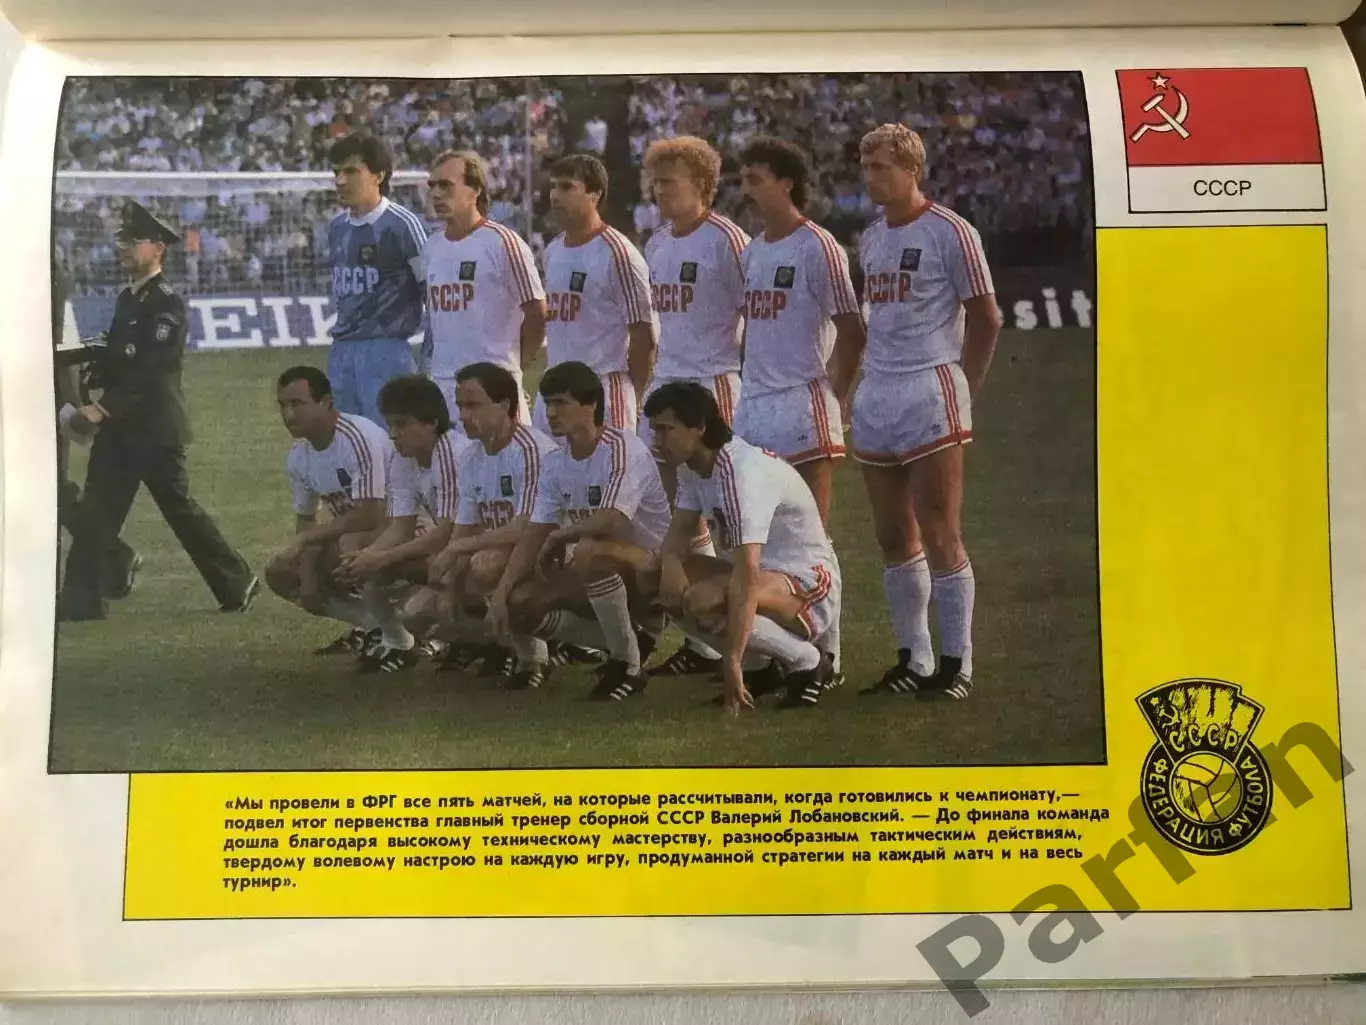 СССР
СССР
СССР
СССР
СССР
СССР
СССР
СССР
СССР
SEIKO
«Мы провели в ФРГ все пять матчей, на которые рассчитывали, когда готовились к чемпионату,—
подвел итог первенства главный тренер сборной СССР Валерий Лобановский. — До финала команда
дошла благодаря высокому техническому мастерству, разнообразным тактическим действиям,
твердому волевому настрою на каждую игру, продуманной стратегии на каждый матч и на весь
турнир».
СССР
ФЕДЕРАЦИЯ ФУТБОЛА
Parfen